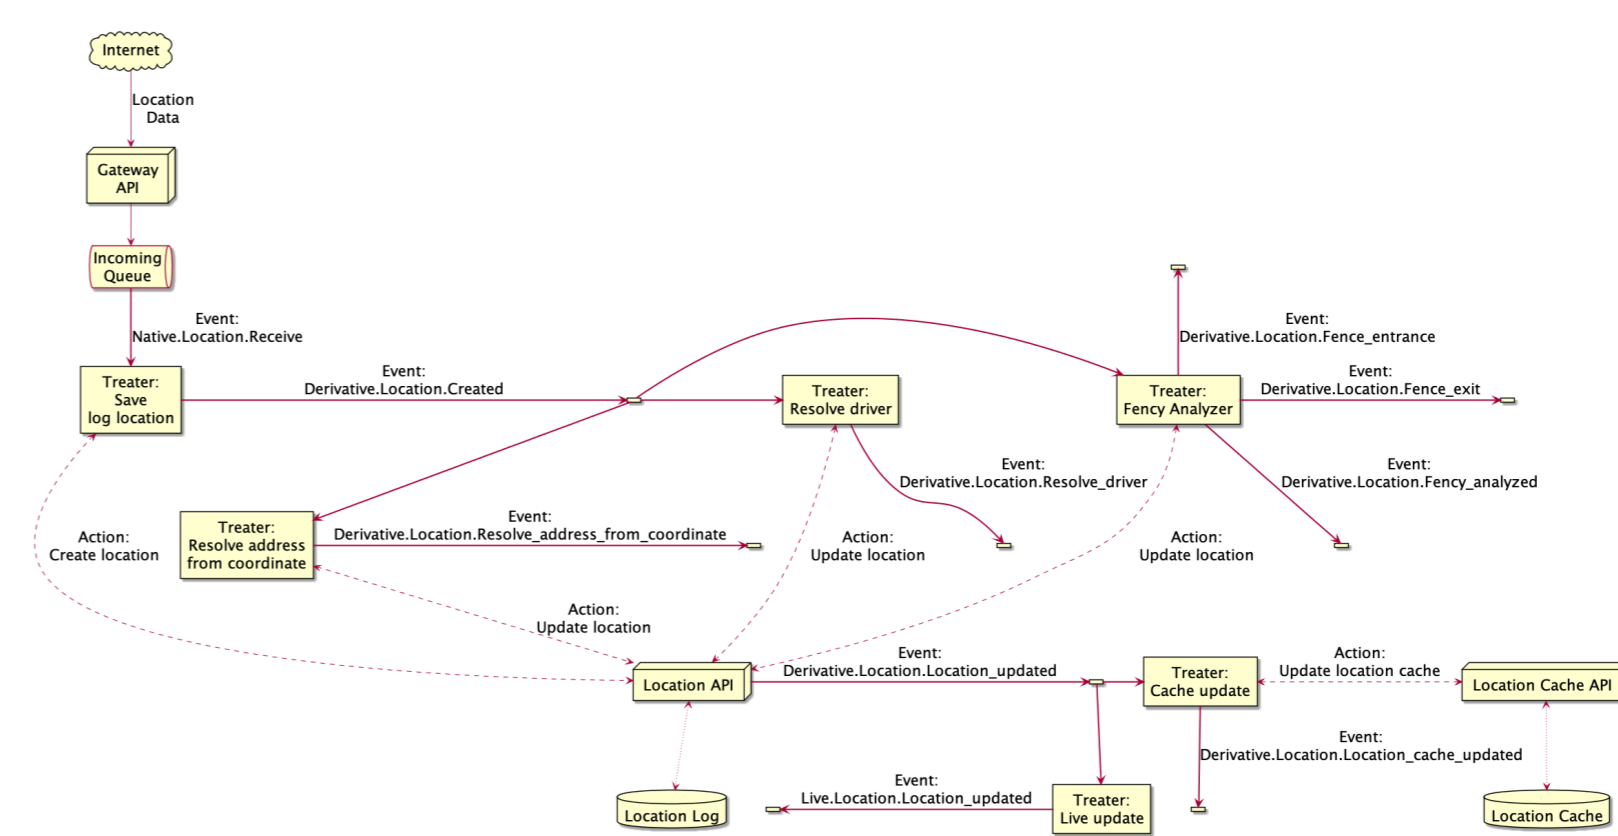 Internet
Location
Data
Gateway
API
Incoming
Queue
Event:
Native.Location.Receive
Event:
Derivative.Location.Fence_entrance
Treater:
Save
log location
Event:
Derivative.Location.Created
Treater:
Resolve driver
Treater:
Fency Analyzer
Event:
Derivative.Location.Fence_exit
Event:
Derivative.Location.Resolve_driver
Event:
Derivative.Location.Fency_analyzed
Action:
Create location
Treater:
Resolve address
from coordinate
Event:
Derivative.Location.Resolve_address_from_coordinate
Action:
Update location
Action:
Update location
Action:
Update location
Location API
Event:
Derivative.Location.Location_updated
Treater:
Cache update
Action:
Update location cache
Location Cache API
Event:
Derivative.Location.Location_cache_updated
Event:
Live.Location.Location_updated
Treater:
Live update
Location Log
Location Cache